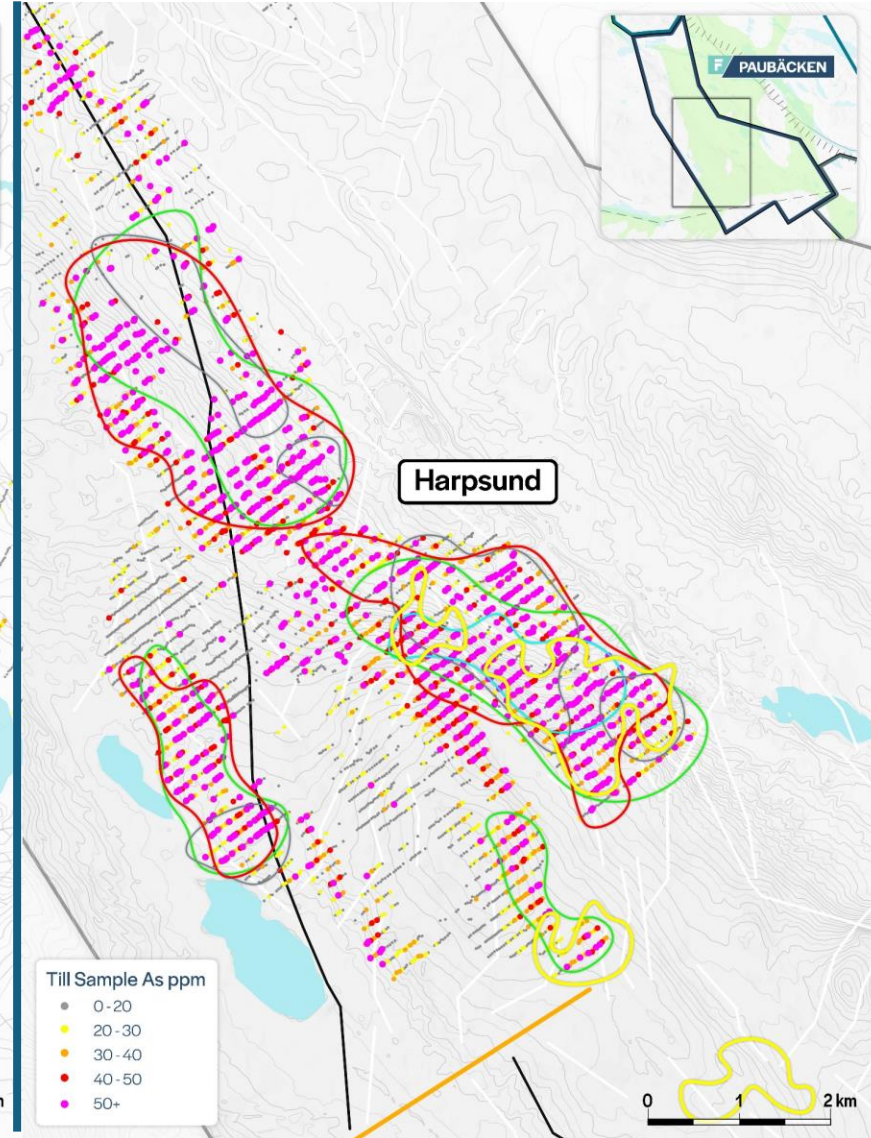 F PAUBÄCKEN
Harpsund
Till Sample As ppm
0-20
20-30
30-40
40-50
50+
m
0 1 2 km